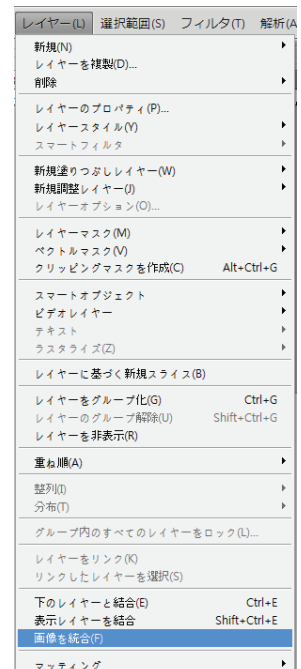 レイヤー(L) 選択範囲(S) フィルタ(T) 解析(A
新規(N)
レイヤーを複製(D)...
削除
レイヤーのプロパティ(P)...
レイヤースタイル(Y)
スマートフィルタ
新規塗りつぶしレイヤー(W)
新規調整レイヤー(J)
レイヤーオプション(O)...
レイヤーマスク(M)
ベクトルマスク(V)
クリッピングマスクを作成(C) Alt+Ctrl+G
スマートオブジェクト
ビデオレイヤー
テキスト
ラスタライズ(Z)
レイヤーに基づく新規スライス(B)
レイヤーをグループ化(G) Ctrl+G
レイヤーのグループ解除(U) Shift+Ctrl+G
レイヤーを非表示(R)
重ね順(A)
整列(I)
分布(T)
グループ内のすべてのレイヤーをロック(L)...
レイヤーをリンク(K)
リンクしたレイヤーを選択(S)
下のレイヤーと結合(E) Ctrl+E
表示レイヤーを結合 Shift+Ctrl+E
画像を統合(F)
マッティング